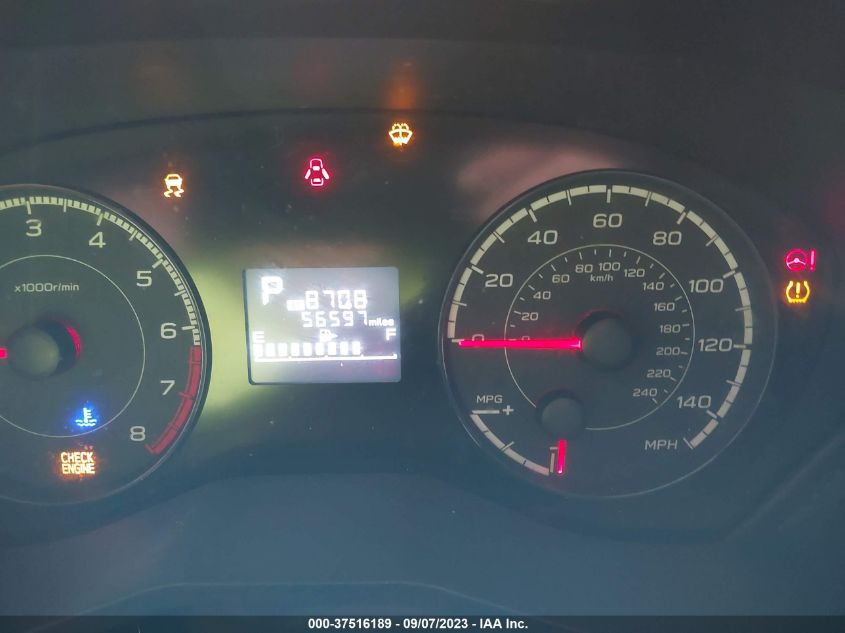 3
4
5
6
7
8
x1000r/min
CHECK
ENGINE
P
8708
56597 miles
E F
0 20 40 60 80 100 120 140
MPH
20 40 60 80 100 120 140 160 180 200 220 240
km/h
MPG
+
!
(!)
000-37516189 - 09/07/2023 - IAA Inc.